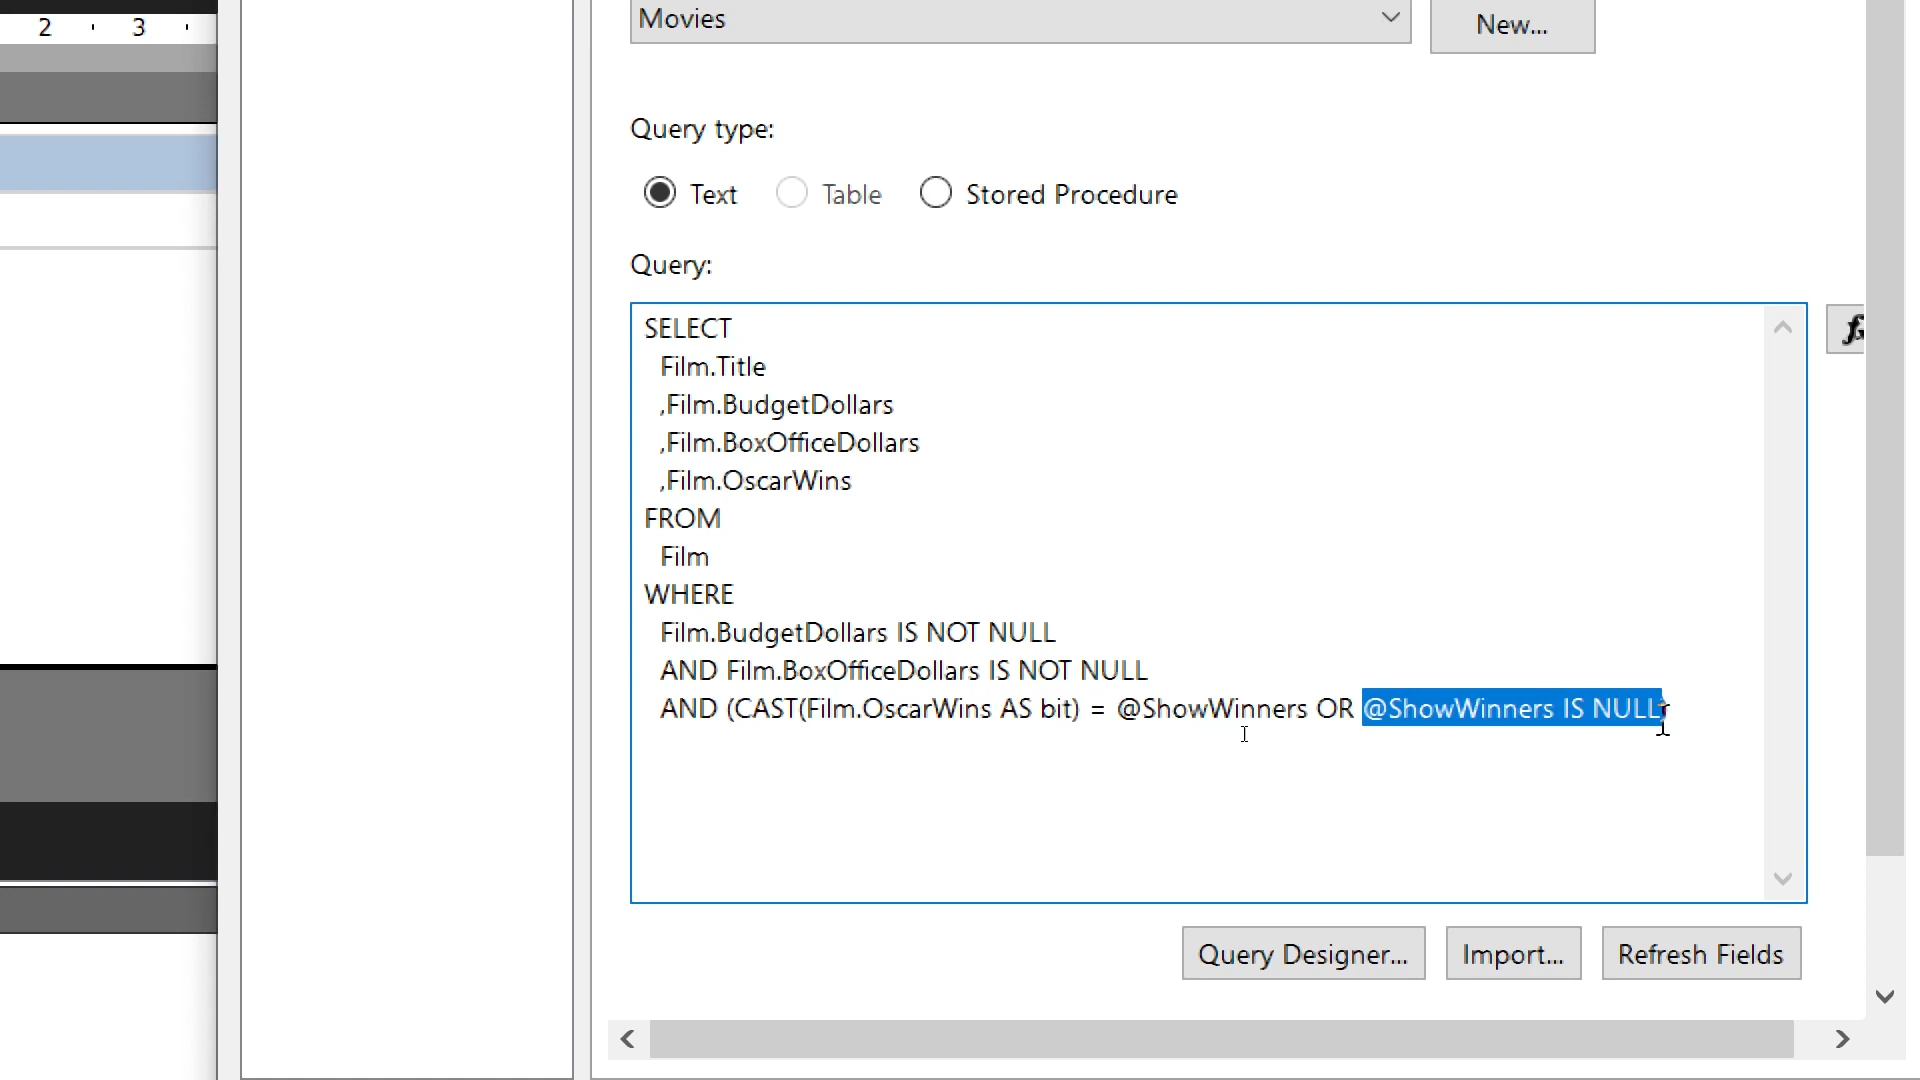 2 3
Movies
New...
Query type:
Text Table Stored Procedure
Query:
SELECT
Film.Title
,Film.BudgetDollars
,Film.BoxOfficeDollars
,Film.OscarWins
FROM
Film
WHERE
Film.BudgetDollars IS NOT NULL
AND Film.BoxOfficeDollars IS NOT NULL
AND (CAST(Film.OscarWins AS bit) = @ShowWinners OR @ShowWinners IS NULL)
Query Designer... Import... Refresh Fields